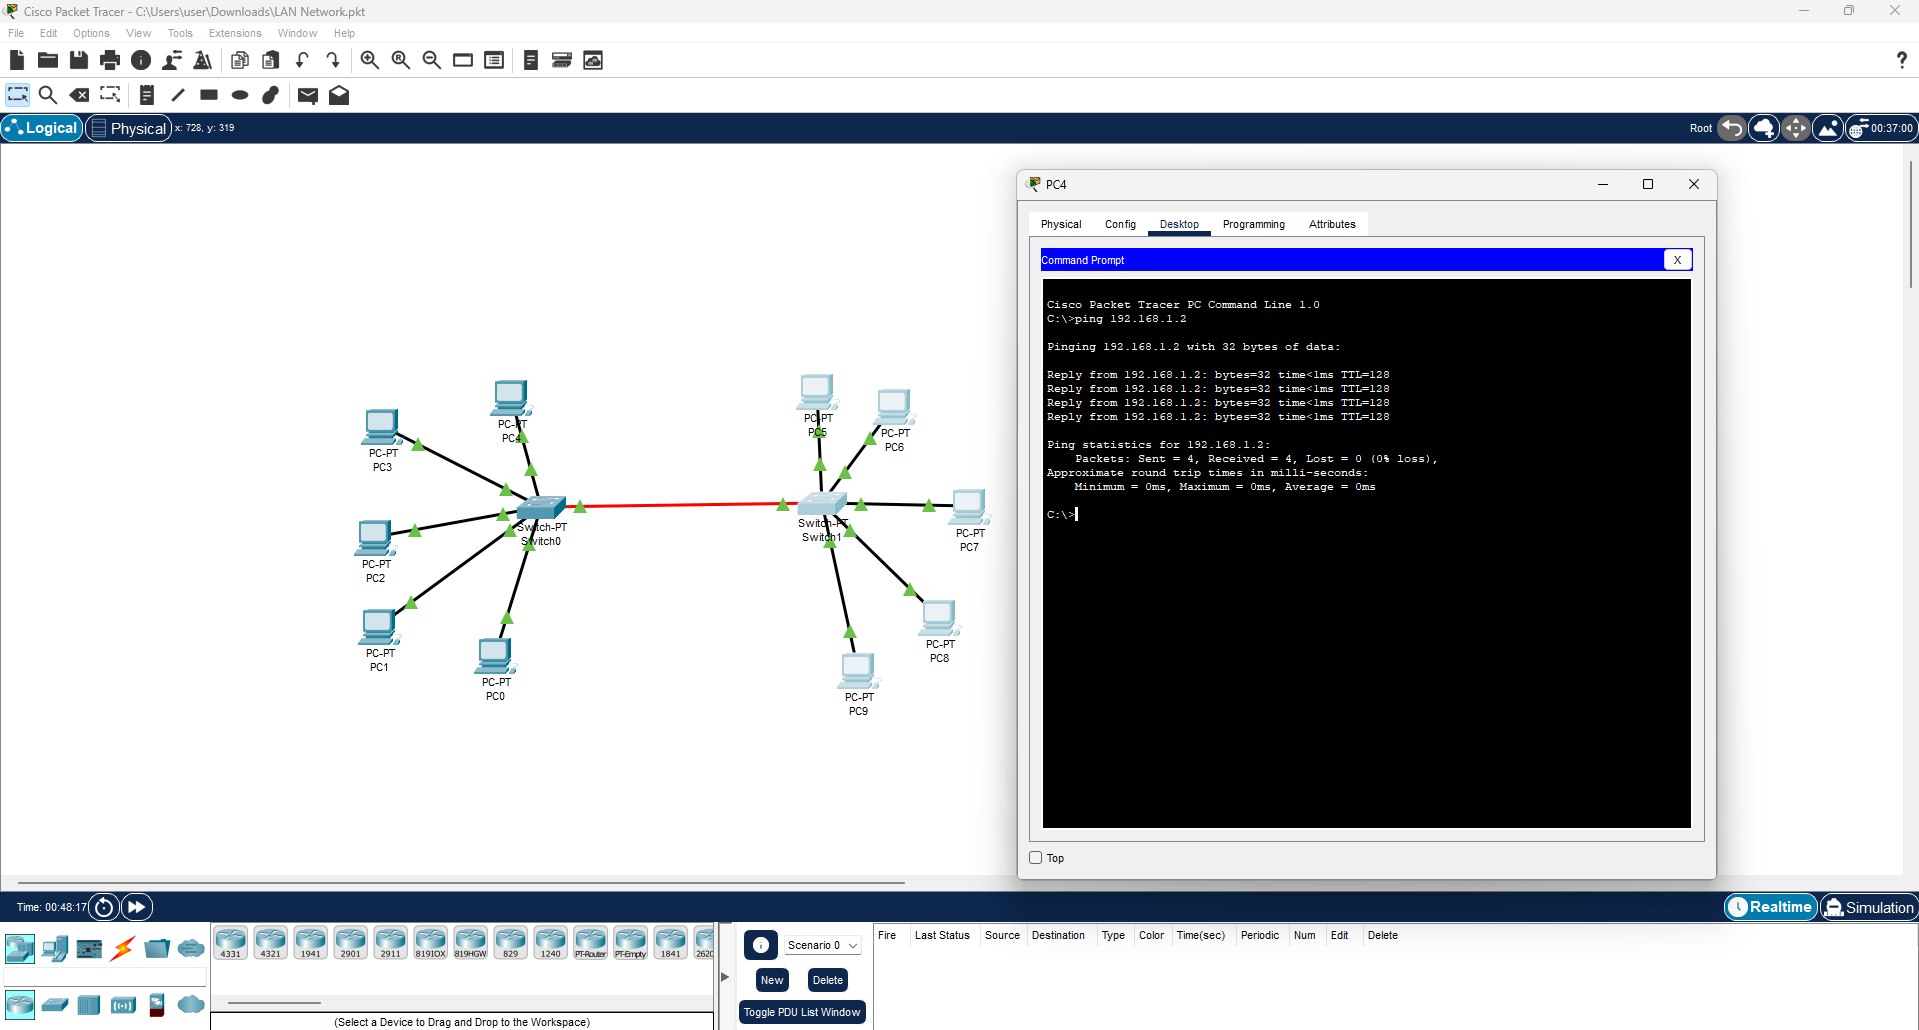 Cisco Packet Tracer - C:\Users\user\Downloads\LAN Network.pkt
File Edit Options View Tools Extensions Window Help
Logical Physical x: 728, y: 319 Root 00:37:00
PC4
Physical Config Desktop Programming Attributes
Command Prompt X
Cisco Packet Tracer PC Command Line 1.0
C:\>ping 192.168.1.2
Pinging 192.168.1.2 with 32 bytes of data:
Reply from 192.168.1.2: bytes=32 time<1ms TTL=128
Reply from 192.168.1.2: bytes=32 time<1ms TTL=128
Reply from 192.168.1.2: bytes=32 time<1ms TTL=128
Reply from 192.168.1.2: bytes=32 time<1ms TTL=128
Ping statistics for 192.168.1.2:
Packets: Sent = 4, Received = 4, Lost = 0 (0% loss),
Approximate round trip times in milli-seconds:
Minimum = 0ms, Maximum = 0ms, Average = 0ms
C:\>
Top
PC-PT
PC4
PC-PT
PC3
PC-PT
PC5
PC-PT
PC6
Switch-PT
Switch0
Switch-PT
Switch1
PC-PT
PC7
PC-PT
PC2
PC-PT
PC1
PC-PT
PC0
PC-PT
PC8
PC-PT
PC9
Time: 00:48:17 Realtime Simulation
4331 4321 1941 2901 2911 819IOX 819HGW 829 1240 PT-Router PT-Empty 1841 2620
(Select a Device to Drag and Drop to the Workspace)
Scenario 0
New Delete
Toggle PDU List Window
Fire Last Status Source Destination Type Color Time(sec) Periodic Num Edit Delete